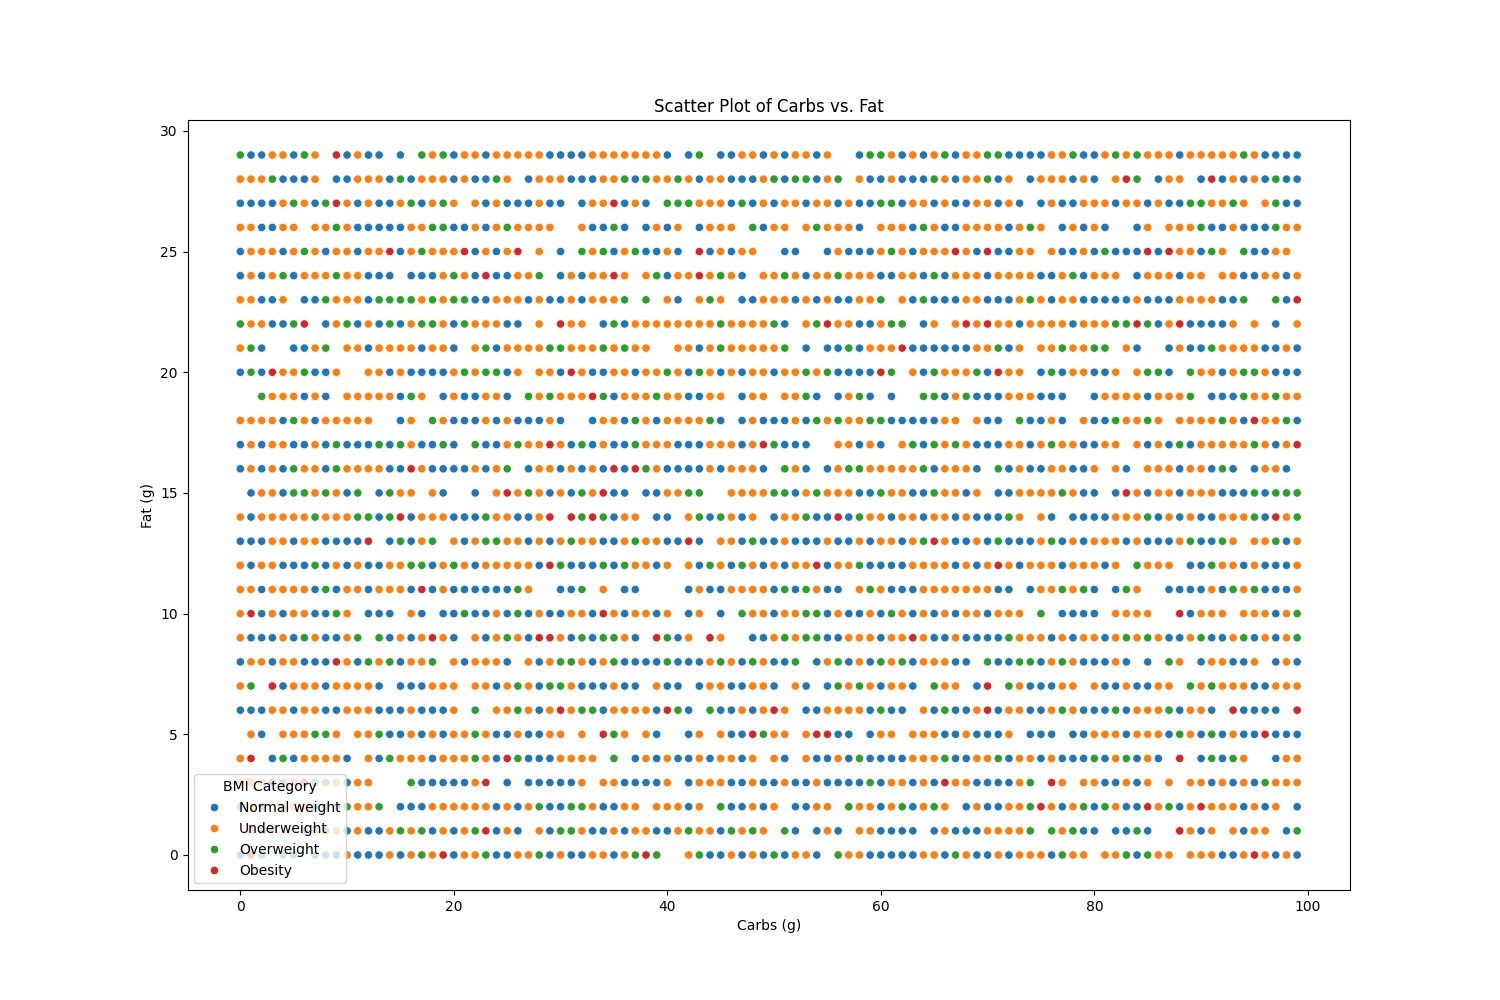 Scatter Plot of Carbs vs. Fat
30
25
20
15
10
5
0
Fat (g)
BMI Category
Normal weight
Underweight
Overweight
Obesity
0 20 40 60 80 100
Carbs (g)